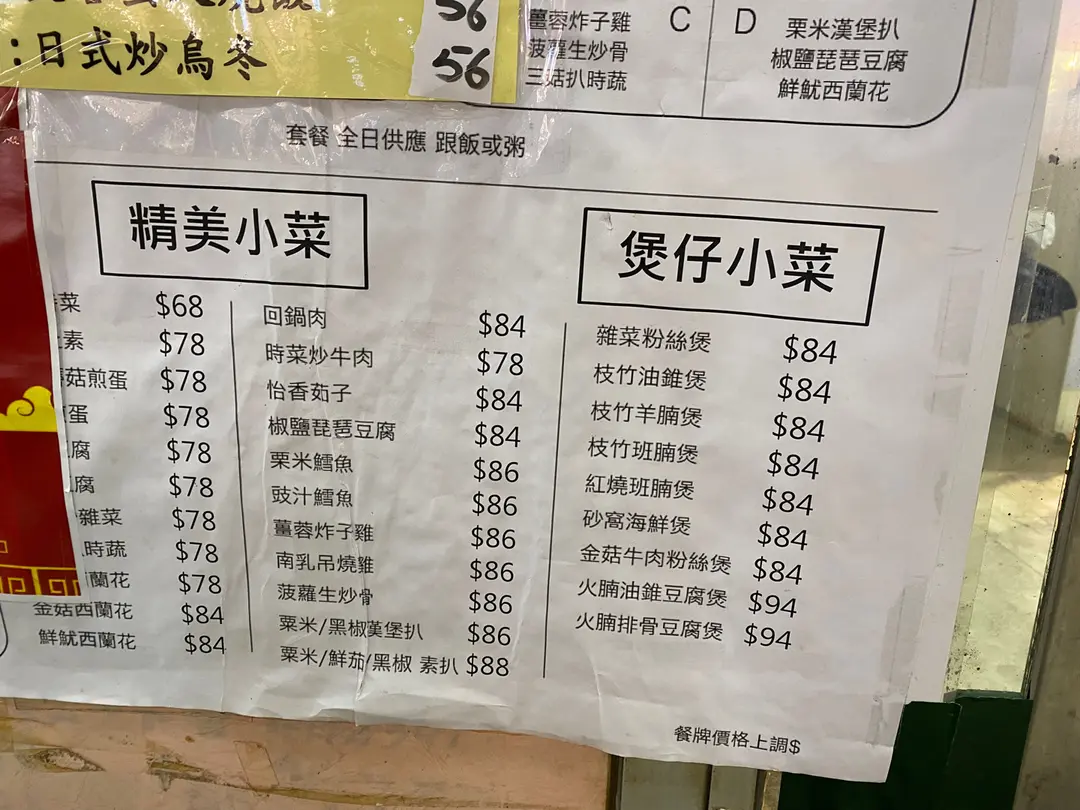 :日式炒烏冬 56
56
薑蓉炸子雞
菠蘿生炒骨
三菇扒時蔬
C
D
栗米漢堡扒
椒鹽琵琶豆腐
鮮魷西蘭花
套餐 全日供應 跟飯或粥
精美小菜
菜 $68
素 $78
菇煎蛋 $78
蛋 $78
腐 $78
腐 $78
雜菜 $78
時蔬 $78
蘭花 $78
金菇西蘭花 $84
鮮魷西蘭花 $84
回鍋肉 $84
時菜炒牛肉 $78
怡香茹子 $84
椒鹽琵琶豆腐 $84
栗米鱈魚 $86
豉汁鱈魚 $86
薑蓉炸子雞 $86
南乳吊燒雞 $86
菠蘿生炒骨 $86
粟米/黑椒漢堡扒 $86
粟米/鮮茄/黑椒 素扒 $88
煲仔小菜
雜菜粉絲煲 $84
枝竹油錐煲 $84
枝竹羊腩煲 $84
枝竹班腩煲 $84
紅燒班腩煲 $84
砂窩海鮮煲 $84
金菇牛肉粉絲煲 $84
火腩油錐豆腐煲 $94
火腩排骨豆腐煲 $94
餐牌價格上調$